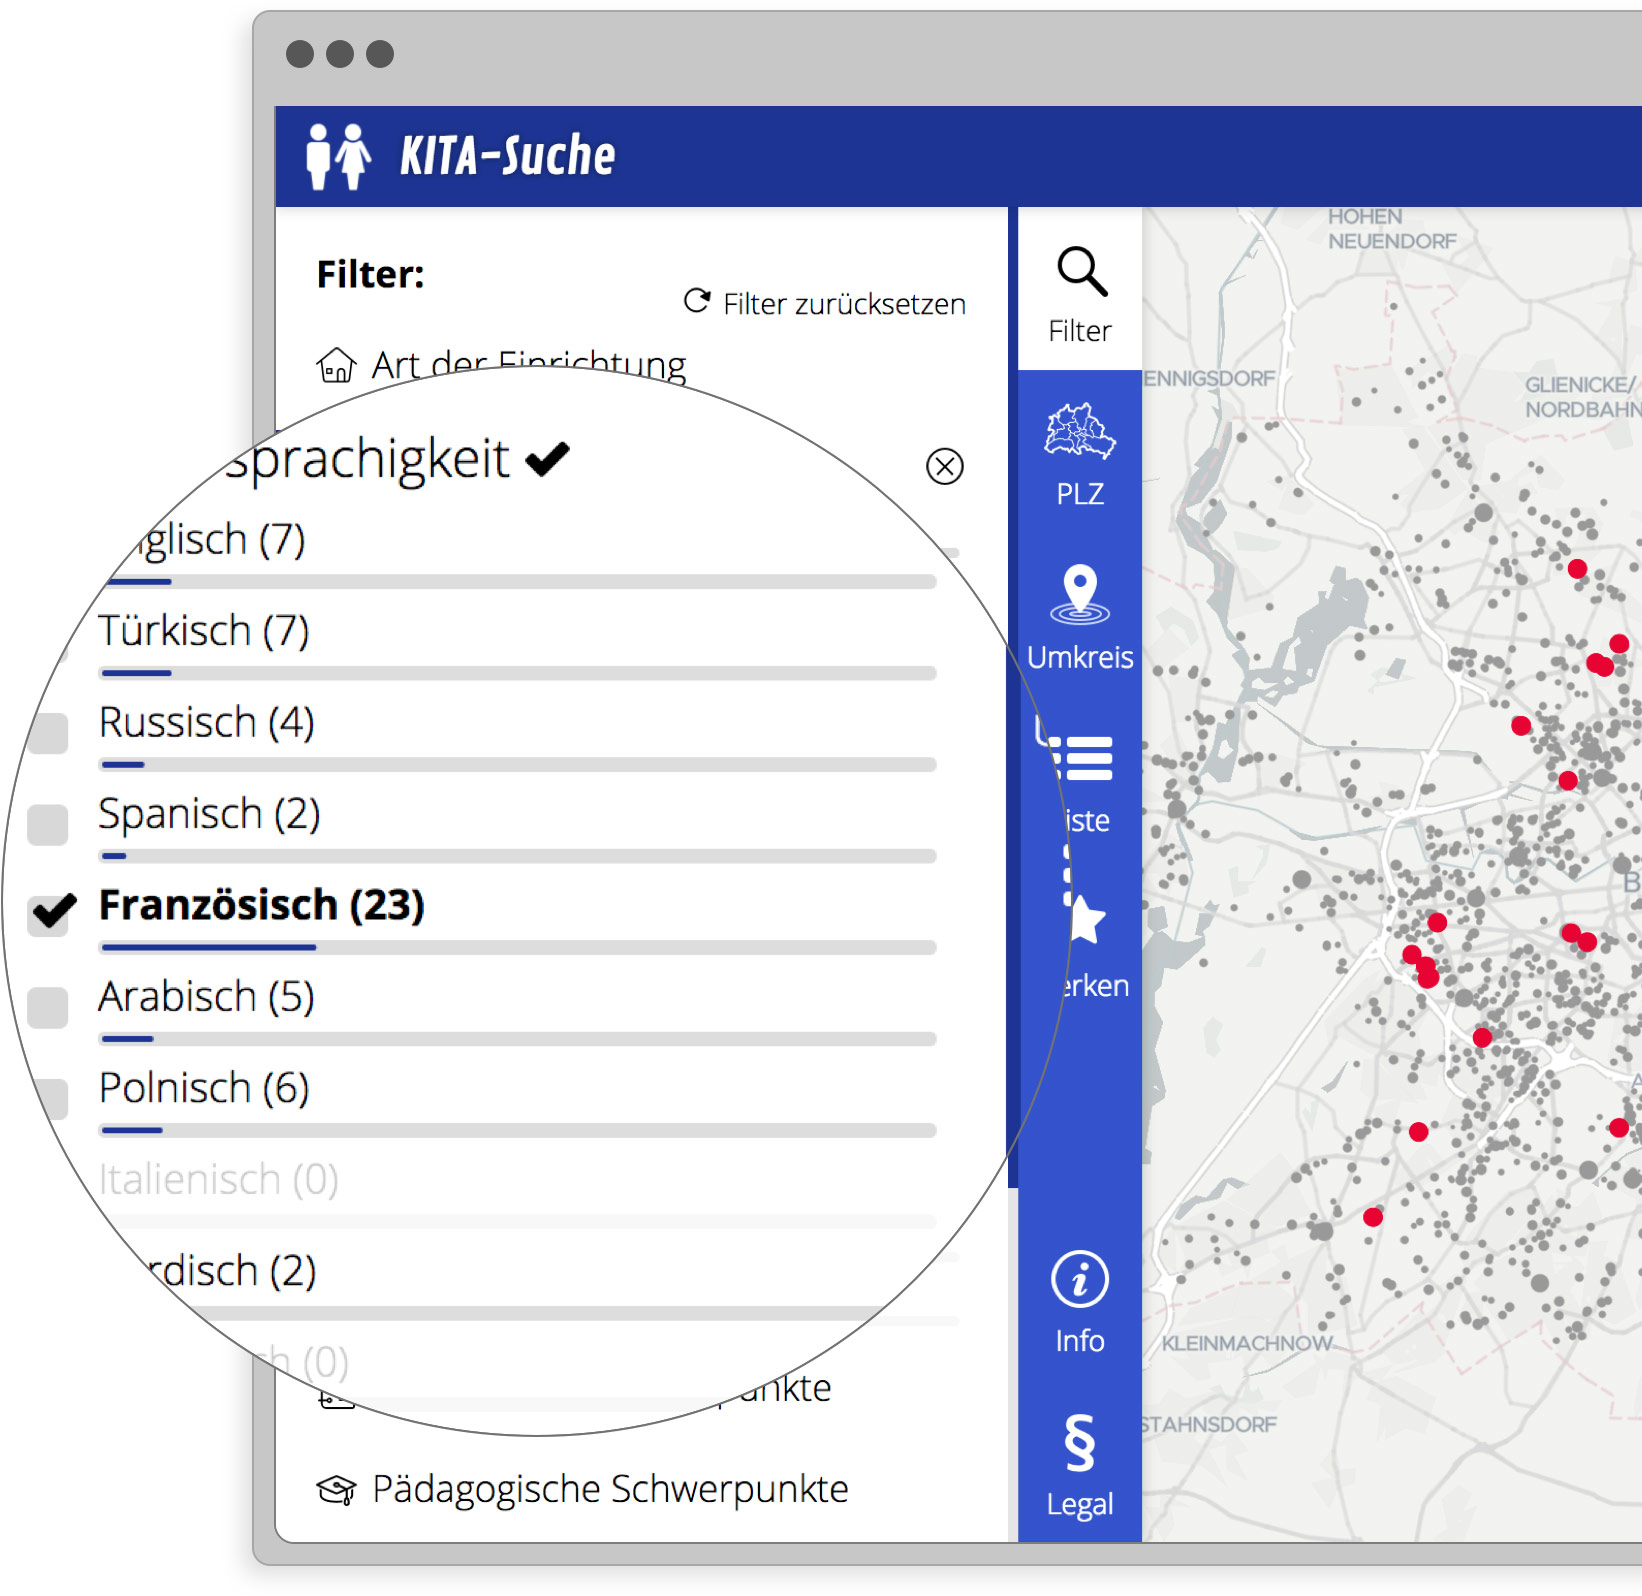 KITA-Suche
Filter:
Filter zurücksetzen
Art der Einrichtung
sprachigkeit
glisch (7)
Türkisch (7)
Russisch (4)
Spanisch (2)
Französisch (23)
Arabisch (5)
Polnisch (6)
Italienisch (0)
rdisch (2)
ch (0)
unkte
Pädagogische Schwerpunkte
Filter
PLZ
Umkreis
iste
erken
Info
§
Legal
HOHEN
NEUENDORF
ENNIGSDORF
GLIENICKE/
NORDBAHN
B
A
KLEINMACHNOW
STAHNSDORF